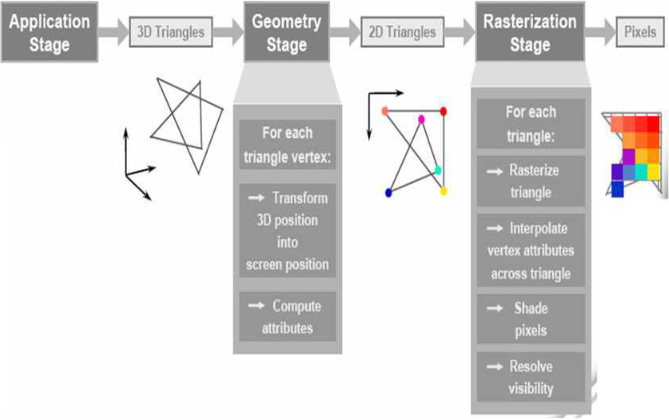 Application
Stage
3D Triangles
Geometry
Stage
2D Triangles
Rasterization
Stage
Pixels
For each
triangle vertex:
→ Transform
3D position
into
screen position
→ Compute
attributes
For each
triangle:
→ Rasterize
triangle
→ Interpolate
vertex attributes
across triangle
→ Shade
pixels
→ Resolve
visibility